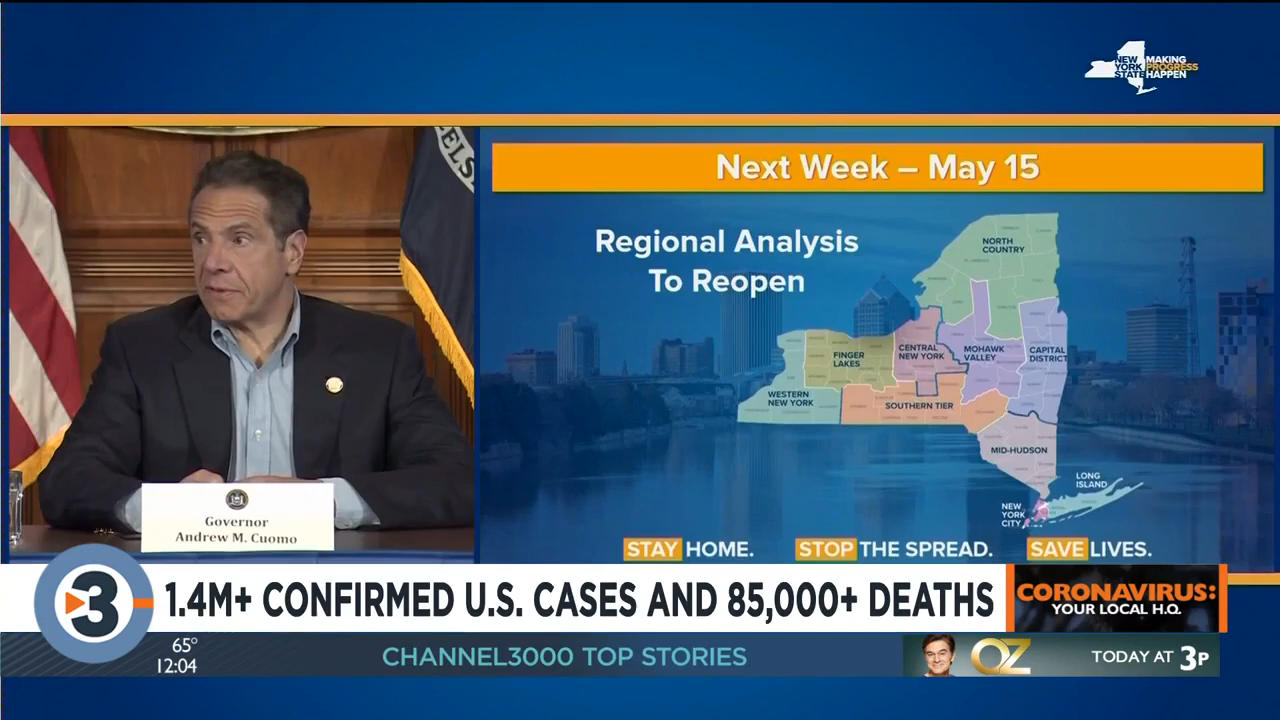 NEW YORK STATE
MAKING PROGRESS HAPPEN
ELSI
Next Week – May 15
Regional Analysis
To Reopen
NORTH
COUNTRY
FINGER
LAKES
CENTRAL
NEW YORK
MOHAWK
VALLEY
CAPITAL
DISTRICT
WESTERN
NEW YORK
SOUTHERN TIER
MID-HUDSON
LONG
ISLAND
NEW
YORK
CITY
Governor
Andrew M. Cuomo
STAY HOME. STOP THE SPREAD. SAVE LIVES.
3
1.4M+ CONFIRMED U.S. CASES AND 85,000+ DEATHS
CORONAVIRUS:
YOUR LOCAL H.Q.
65°
12:04
CHANNEL3000 TOP STORIES
OZ
TODAY AT 3P